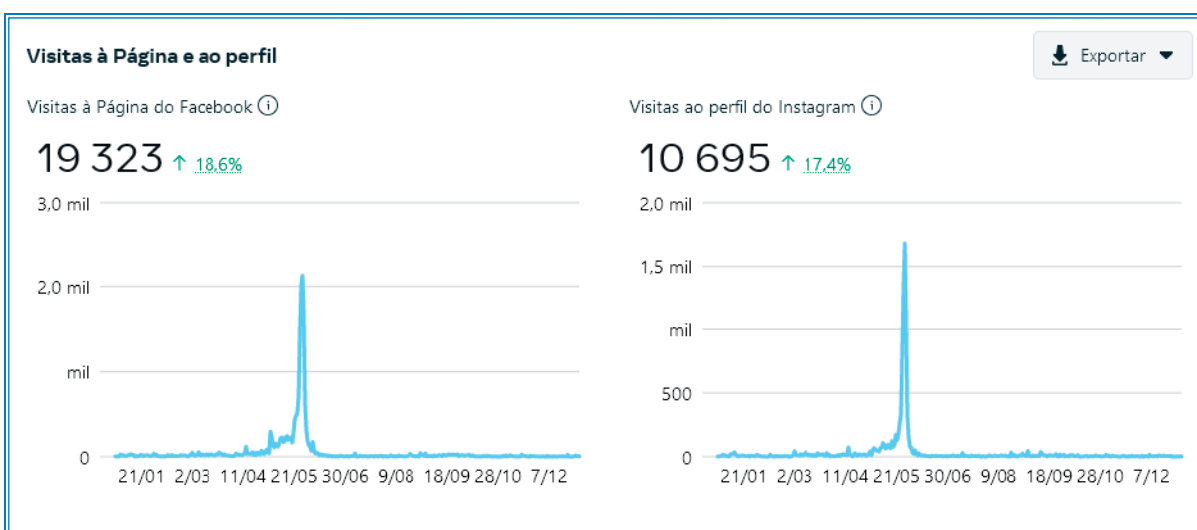 Visitas à Página e ao perfil
Exportar
Visitas à Página do Facebook
19 323 ↑ 18,6%
3,0 mil
2,0 mil
mil
0
21/01 2/03 11/04 21/05 30/06 9/08 18/09 28/10 7/12
Visitas ao perfil do Instagram
10 695 ↑ 17,4%
2,0 mil
1,5 mil
mil
500
0
21/01 2/03 11/04 21/05 30/06 9/08 18/09 28/10 7/12